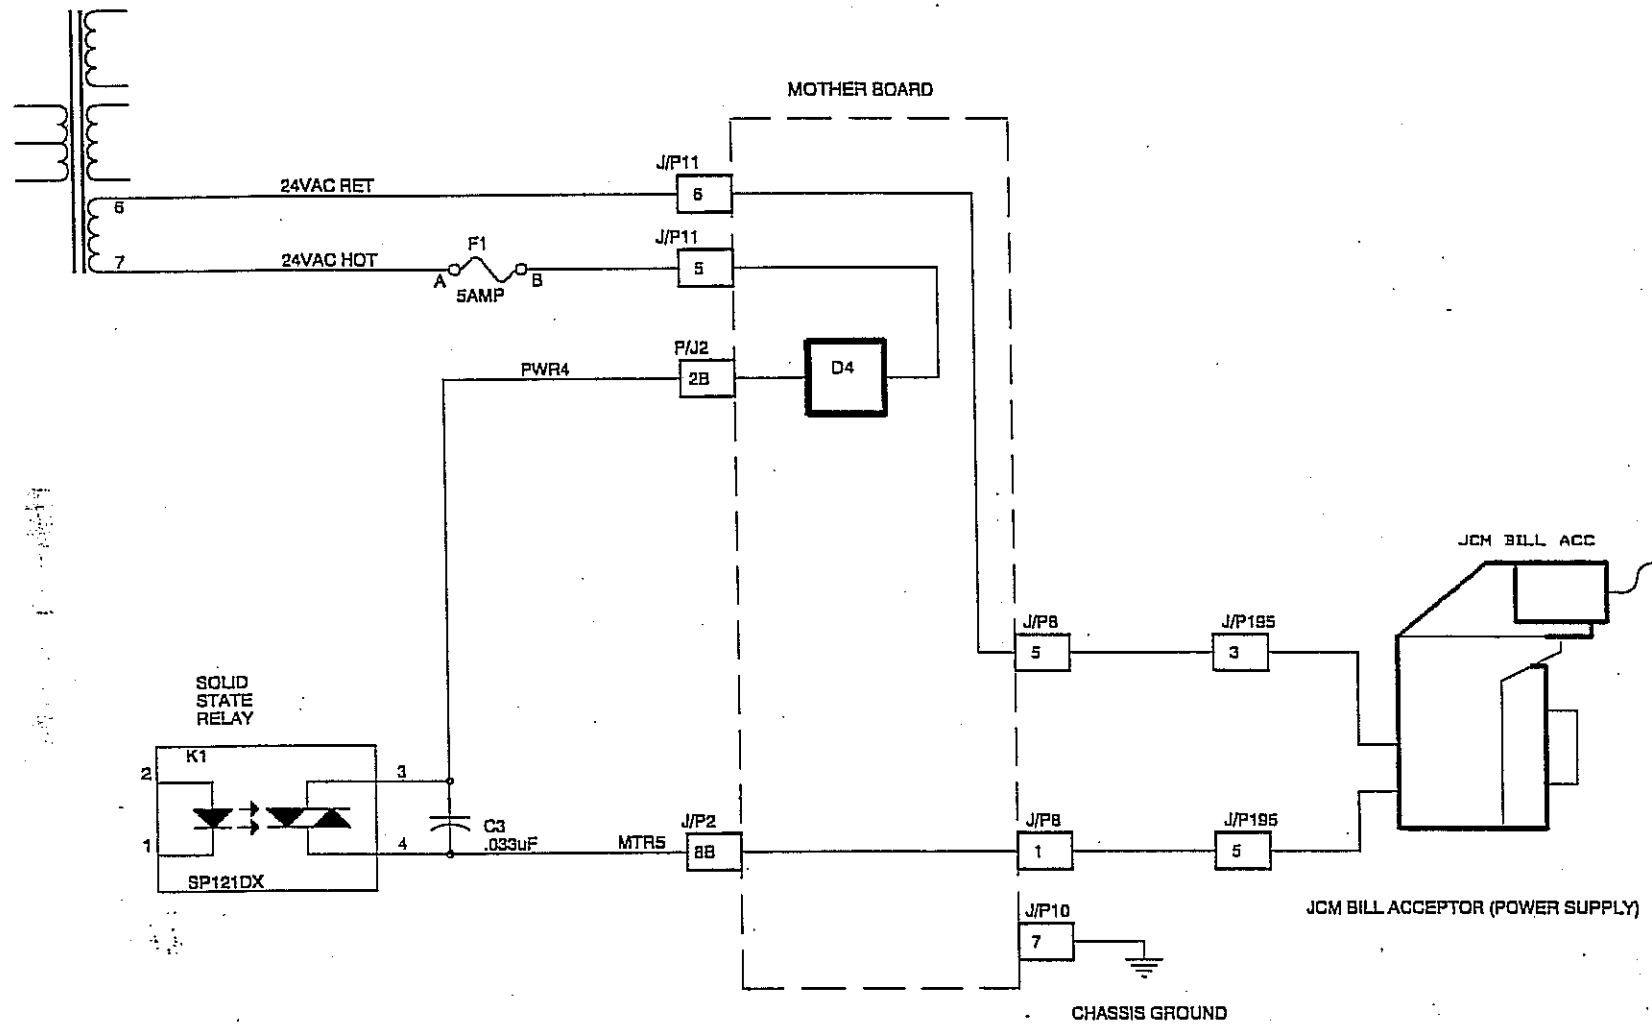 MOTHER BOARD
J/P11
24VAC RET
6
6
J/P11
F1
7
24VAC HOT
5
A
B
5AMP
P/J2
PWR4
2B
D4
JCM BILL ACC
J/P8
J/P195
5
3
SOLID
STATE
RELAY
K1
2
3
C3
.033uF
J/P2
J/P8
J/P195
1
4
MTR5
8B
1
5
SP121DX
JCM BILL ACCEPTOR (POWER SUPPLY)
J/P10
7
CHASSIS GROUND